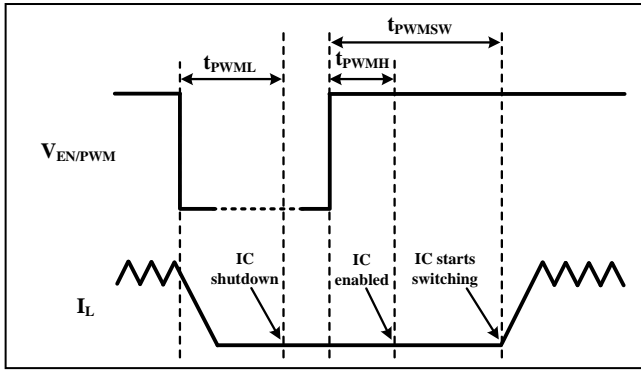 tPWMSW
tPWML
tPWMH
VEN/PWM
IC
shutdown
IC
enabled
IC starts
switching
IL